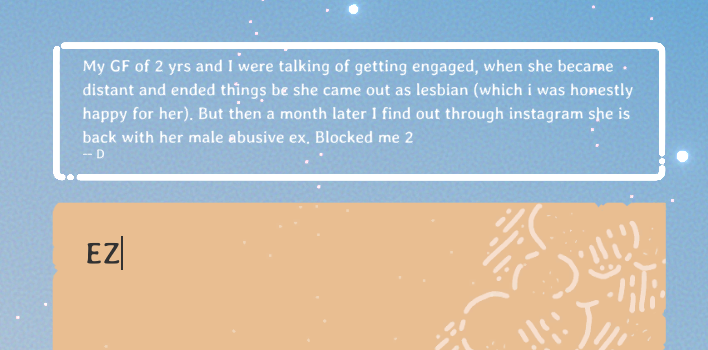 My GF of 2 yrs and I were talking of getting engaged, when she became
distant and ended things bc she came out as lesbian (which i was honestly
happy for her). But then a month later I find out through instagram she is
back with her male abusive ex. Blocked me 2
-- D
EZ